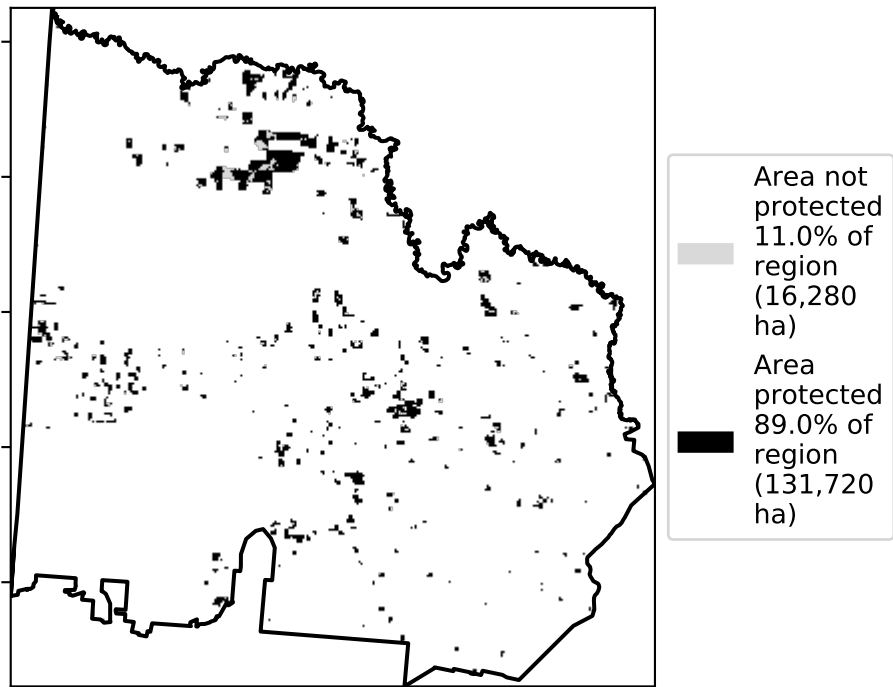 Area not
protected
11.0% of
region
(16,280
ha)
Area
protected
89.0% of
region
(131,720
ha)